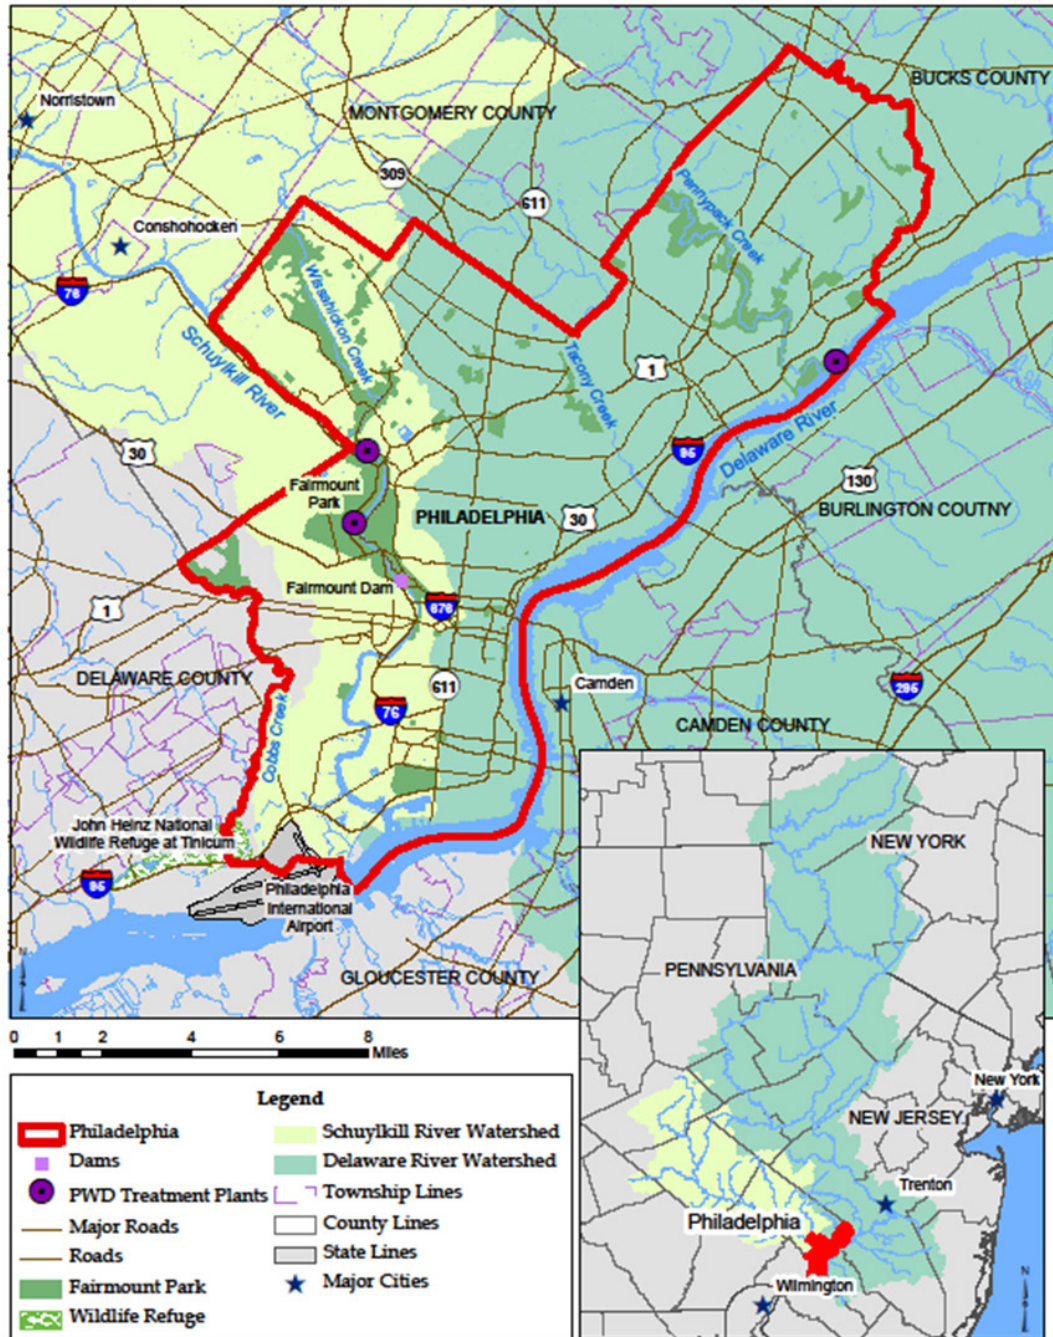 BUCKS COUNTY
Norristown
MONTGOMERY COUNTY
309
611
Pennypack Creek
Conshohocken
76
Wissahickon Creek
Schuylkill River
Tacony Creek
1
Delaware River
30
95
130
Fairmount
Park
PHILADELPHIA
30
BURLINGTON COUTNY
Fairmount Dam
676
1
DELAWARE COUNTY
611
Camden
295
76
CAMDEN COUNTY
Cobbs Creek
John Heinz National
Wildlife Refuge at Tinicum
95
Philadelphia
International
Airport
GLOUCESTER COUNTY
N
0 1 2 4 6 8
Miles
NEW YORK
PENNSYLVANIA
New York
NEW JERSEY
Trenton
Philadelphia
Wilmington
N
Legend
Philadelphia
Dams
PWD Treatment Plants
Major Roads
Roads
Fairmount Park
Wildlife Refuge
Schuylkill River Watershed
Delaware River Watershed
Township Lines
County Lines
State Lines
Major Cities